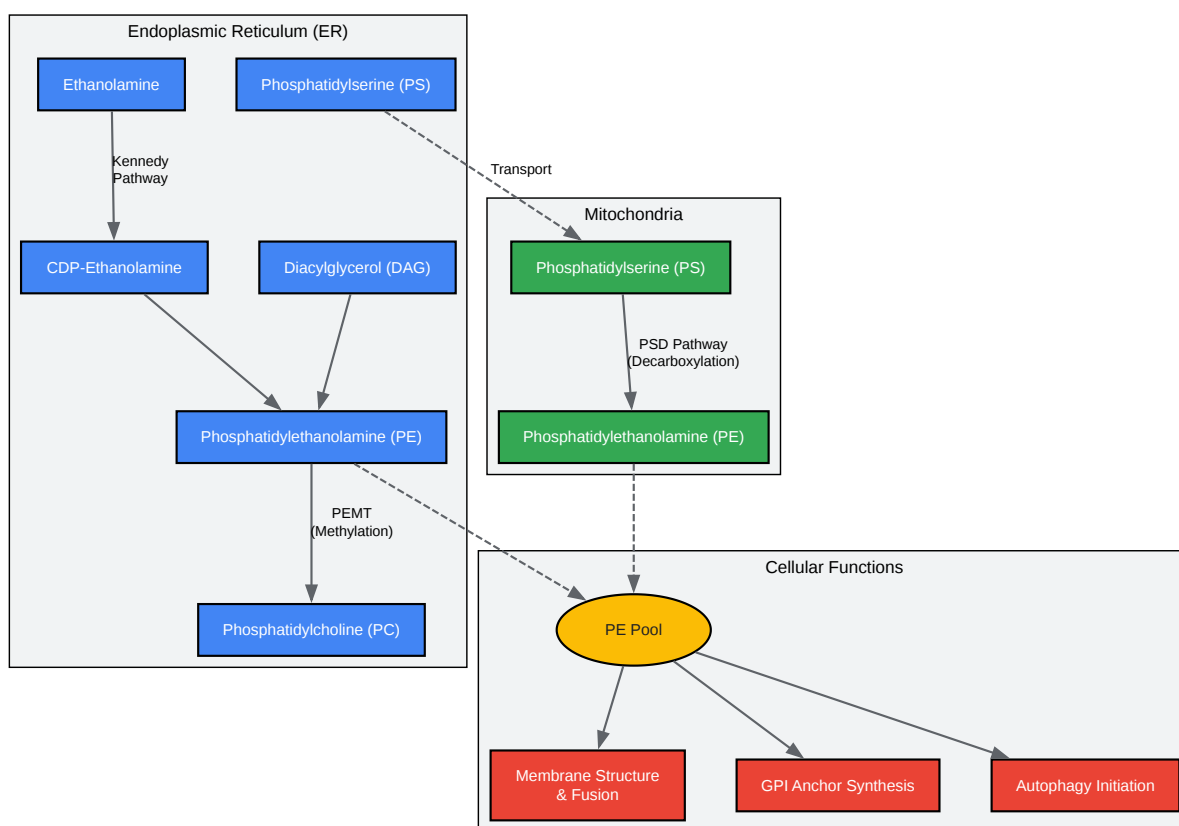 Endoplasmic Reticulum (ER)
Ethanolamine
Phosphatidylserine (PS)
Kennedy
Pathway
Transport
Mitochondria
CDP-Ethanolamine
Diacylglycerol (DAG)
Phosphatidylserine (PS)
PSD Pathway
(Decarboxylation)
Phosphatidylethanolamine (PE)
Phosphatidylethanolamine (PE)
PEMT
(Methylation)
Cellular Functions
Phosphatidylcholine (PC)
PE Pool
Membrane Structure
& Fusion
GPI Anchor Synthesis
Autophagy Initiation